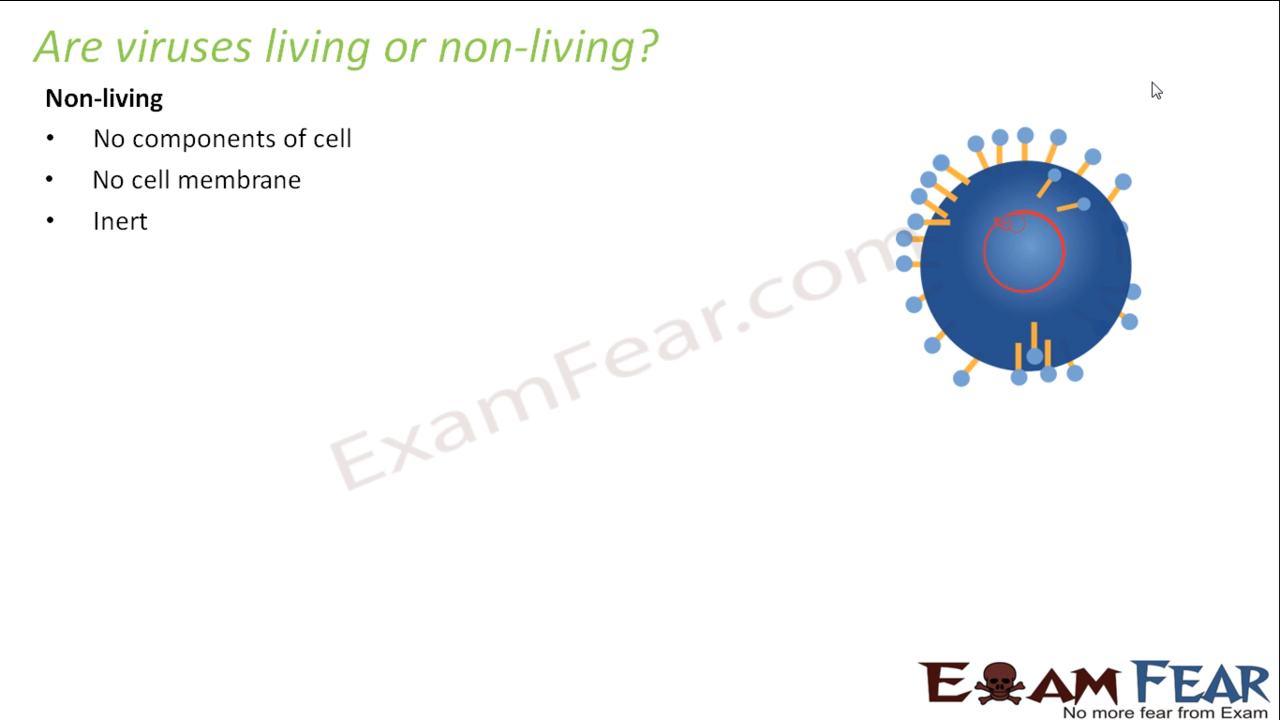 Are viruses living or non-living?
Non-living
• No components of cell
• No cell membrane
• Inert
ExamFear.com
EXAM FEAR
No more fear from Exam